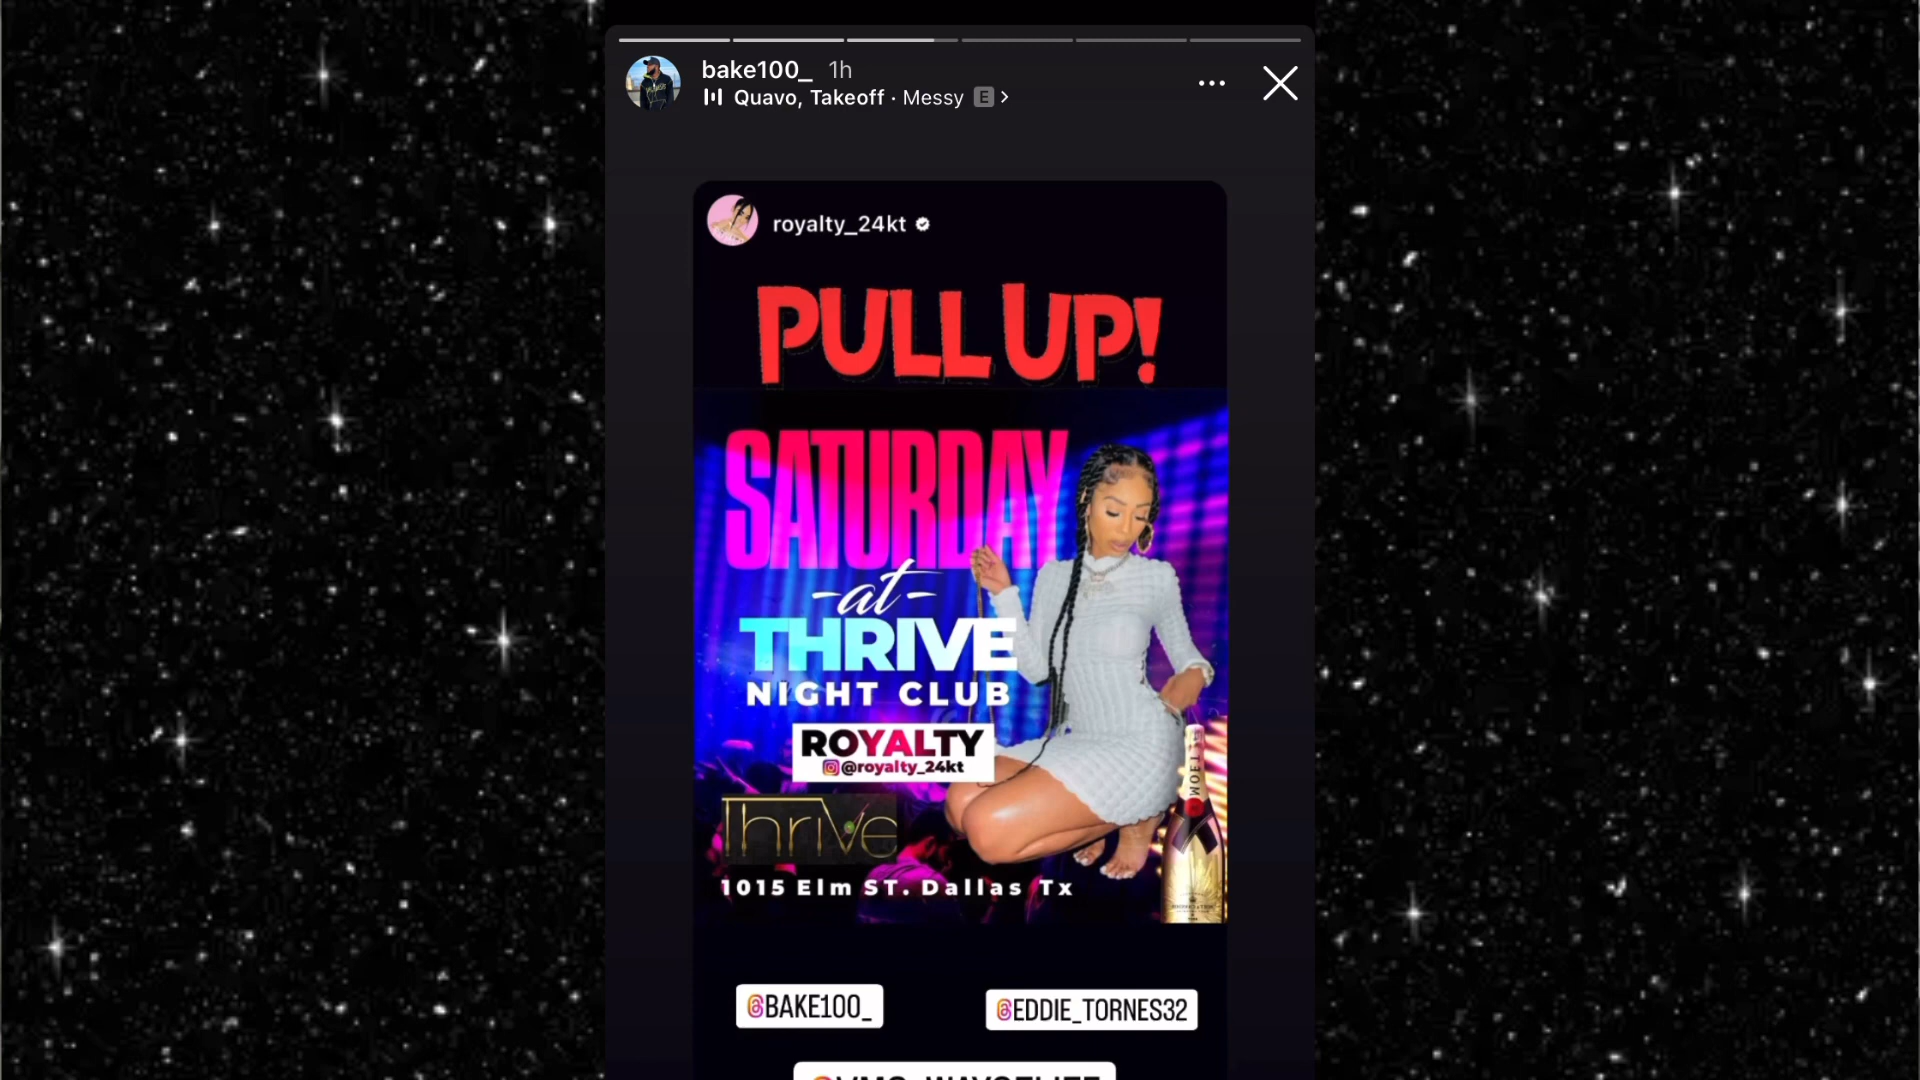 bake100_ 1h
Quavo, Takeoff · Messy E
royalty_24kt
PULL UP!
SATURDAY
-at-
THRIVE
NIGHT CLUB
ROYALTY
@royalty_24kt
Thrive
MOET
1015 Elm ST. Dallas Tx
@BAKE100_
@EDDIE_TORNES32